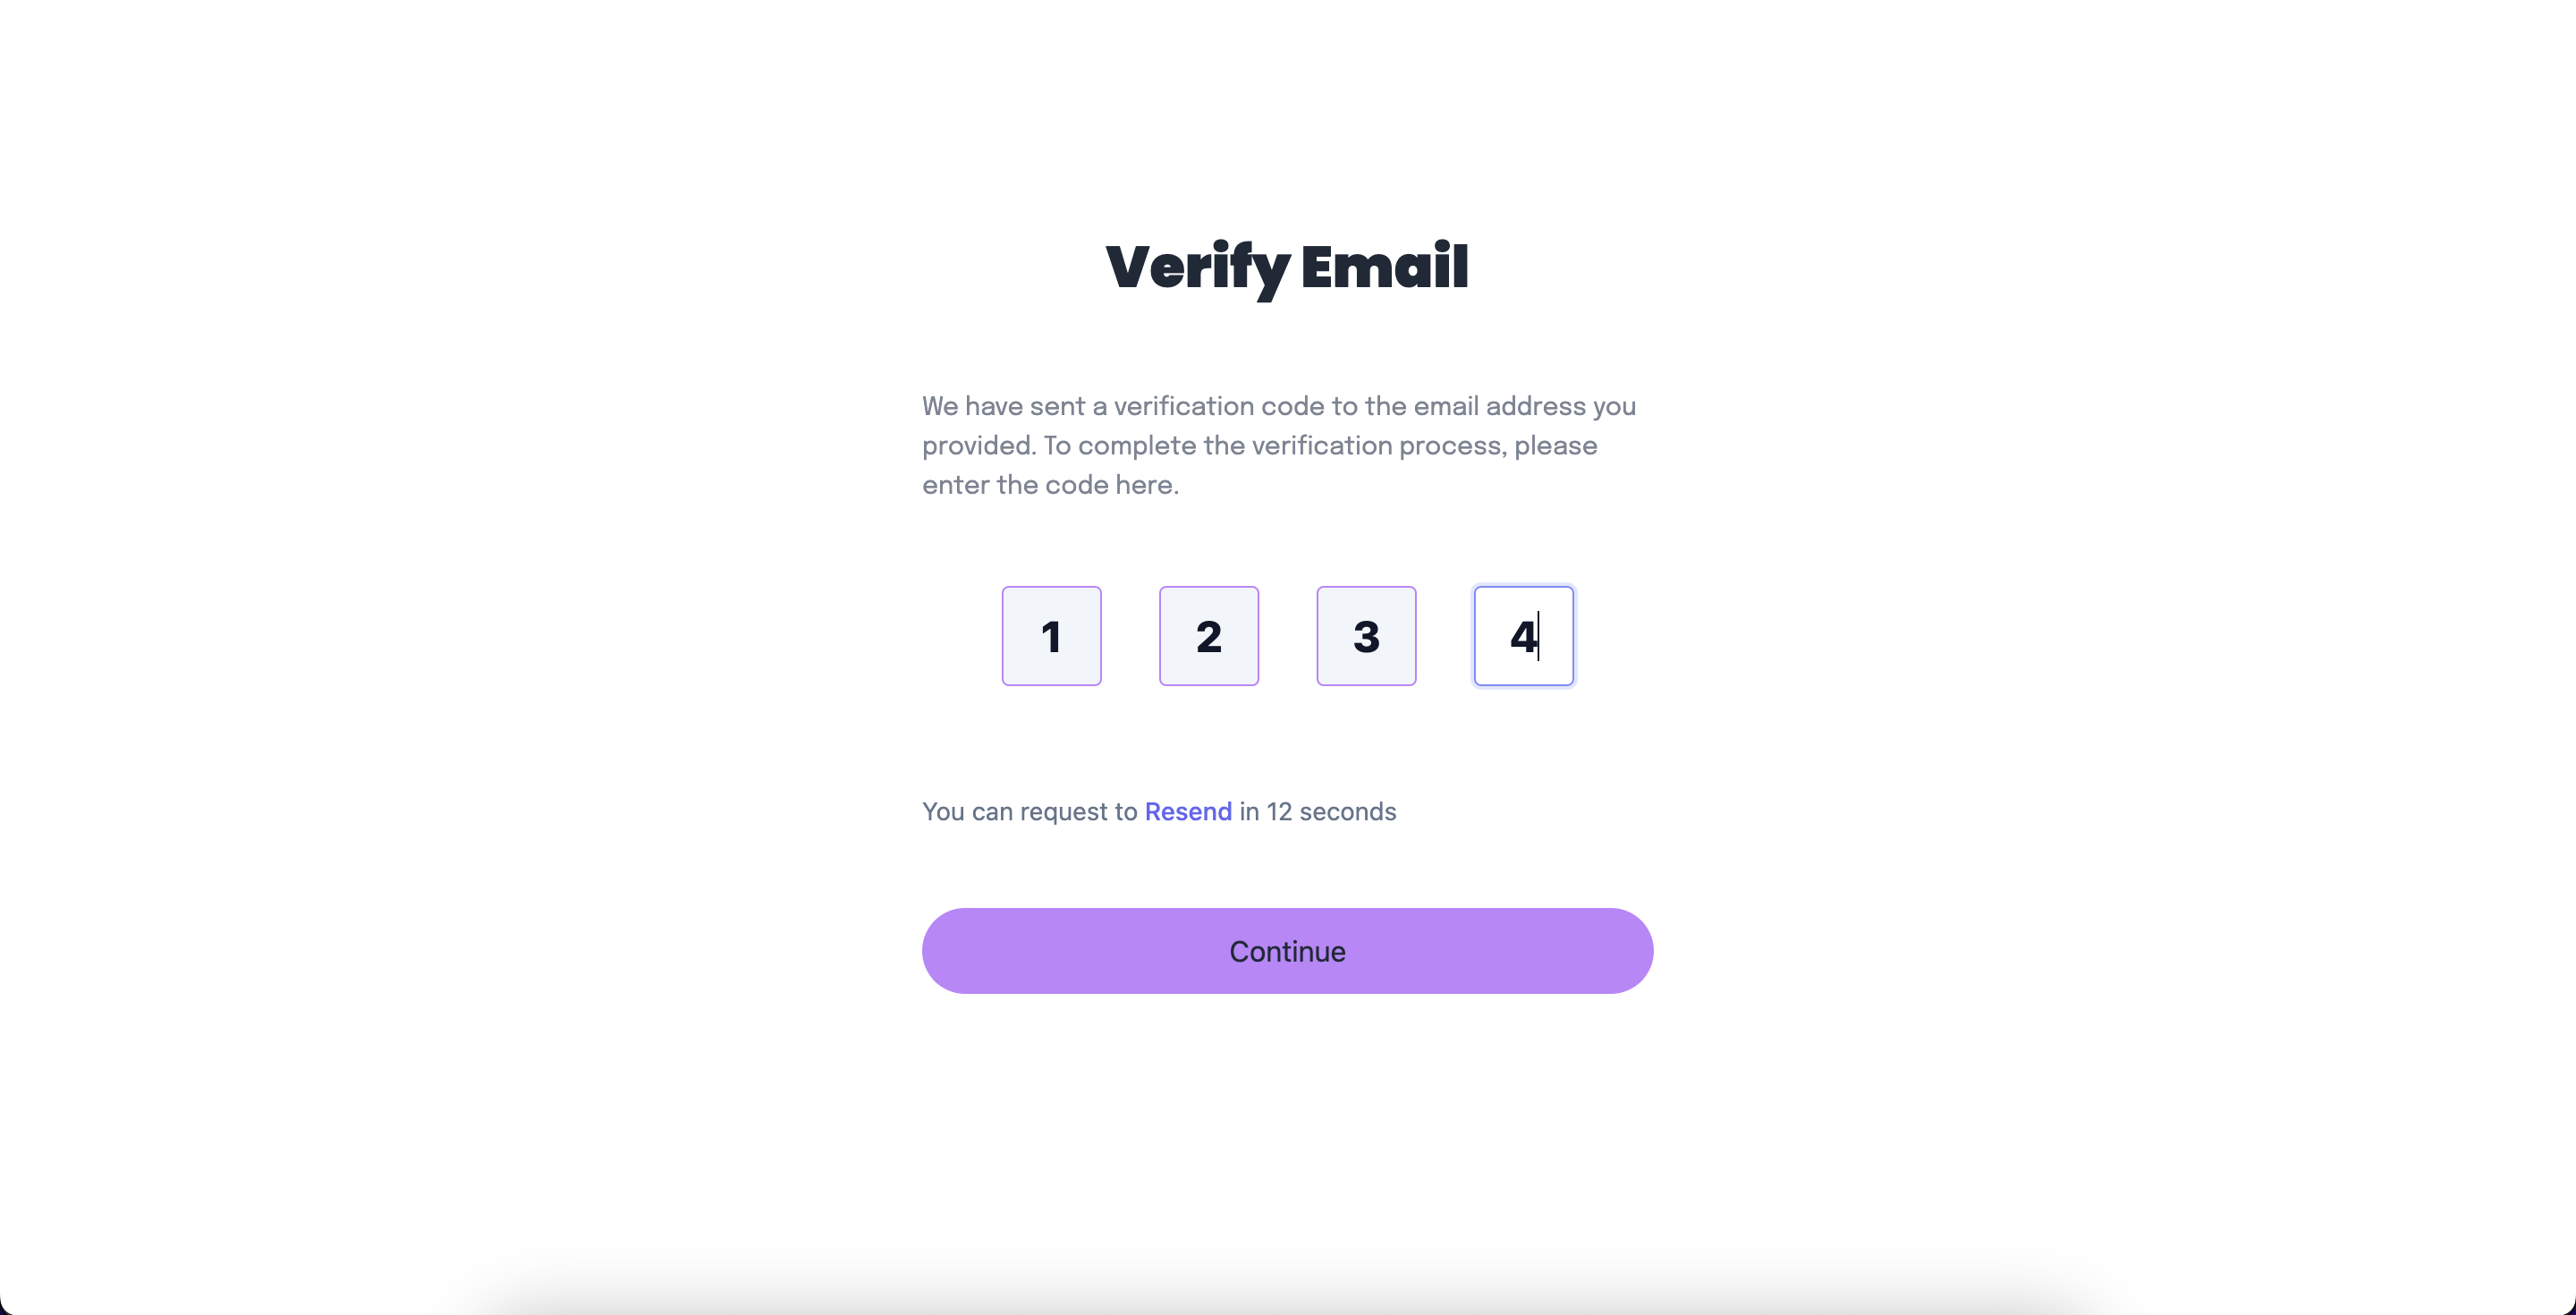 Verify Email
We have sent a verification code to the email address you
provided. To complete the verification process, please
enter the code here.
1 2 3 4
You can request to Resend in 12 seconds
Continue